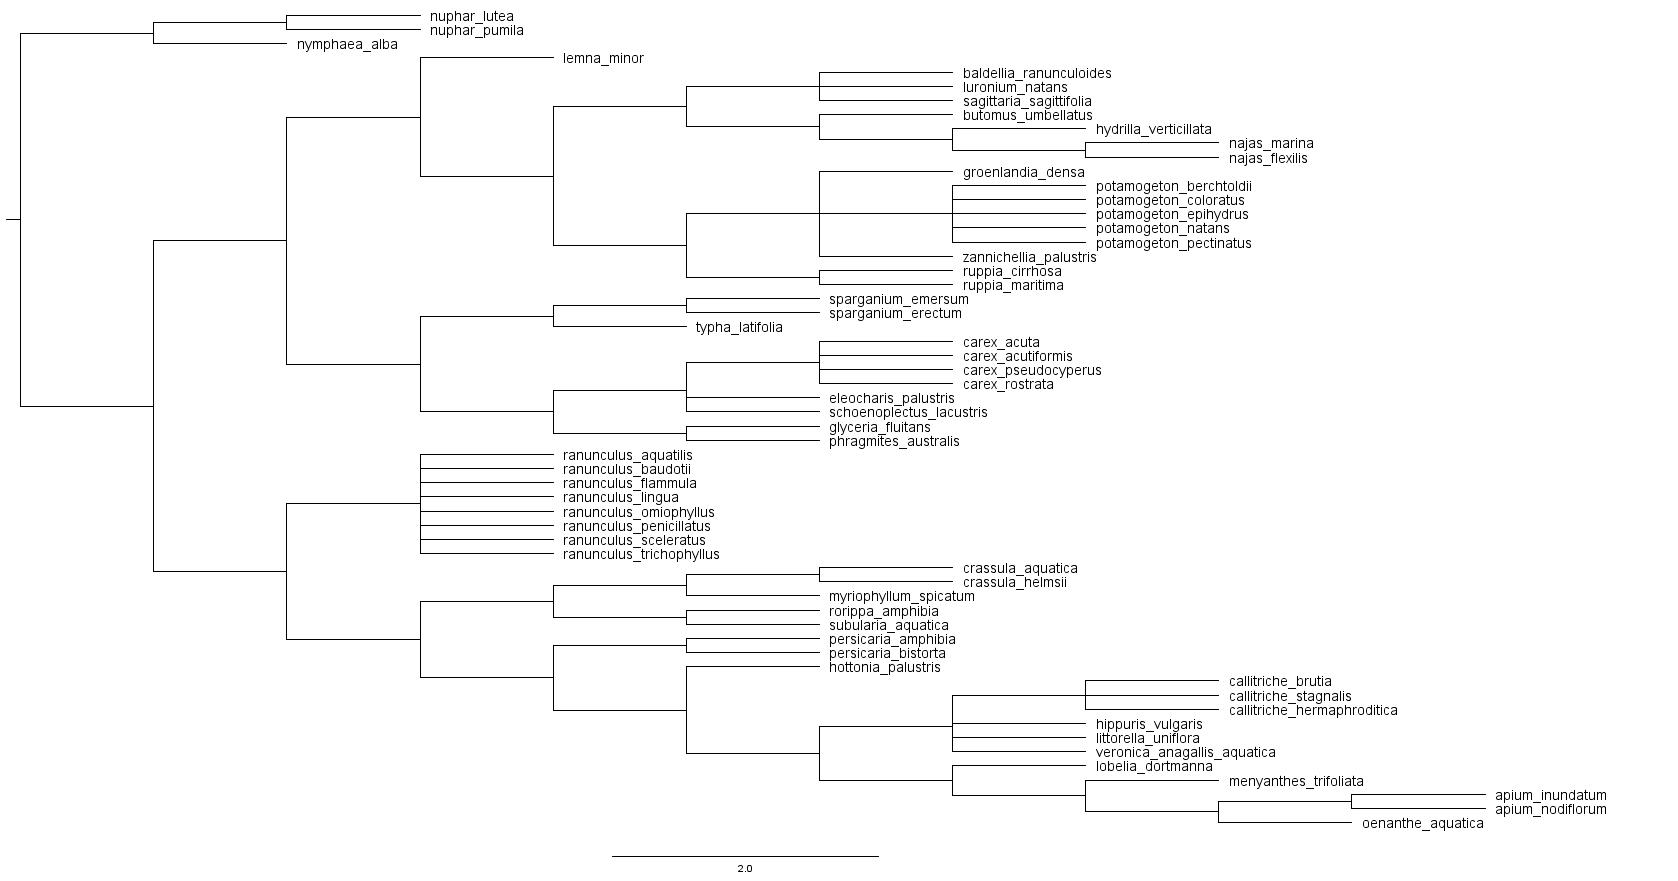 nuphar_lutea
nuphar_pumila
nymphaea_alba
lemna_minor
baldellia_ranunculoides
luronium_natans
sagittaria_sagittifolia
butomus_umbellatus
hydrilla_verticillata
najas_marina
najas_flexilis
groenlandia_densa
potamogeton_berchtoldii
potamogeton_coloratus
potamogeton_epihydrus
potamogeton_natans
potamogeton_pectinatus
zannichellia_palustris
ruppia_cirrhosa
ruppia_maritima
sparganium_emersum
sparganium_erectum
typha_latifolia
carex_acuta
carex_acutiformis
carex_pseudocyperus
carex_rostrata
eleocharis_palustris
schoenoplectus_lacustris
glyceria_fluitans
phragmites_australis
ranunculus_aquatilis
ranunculus_baudotii
ranunculus_flammula
ranunculus_lingua
ranunculus_omiophyllus
ranunculus_penicillatus
ranunculus_sceleratus
ranunculus_trichophyllus
crassula_aquatica
crassula_helmsii
myriophyllum_spicatum
rorippa_amphibia
subularia_aquatica
persicaria_amphibia
persicaria_bistorta
hottonia_palustris
callitriche_brutia
callitriche_stagnalis
callitriche_hermaphroditica
hippuris_vulgaris
littorella_uniflora
veronica_anagallis_aquatica
lobelia_dortmanna
menyanthes_trifoliata
apium_inundatum
apium_nodiflorum
oenanthe_aquatica
2.0